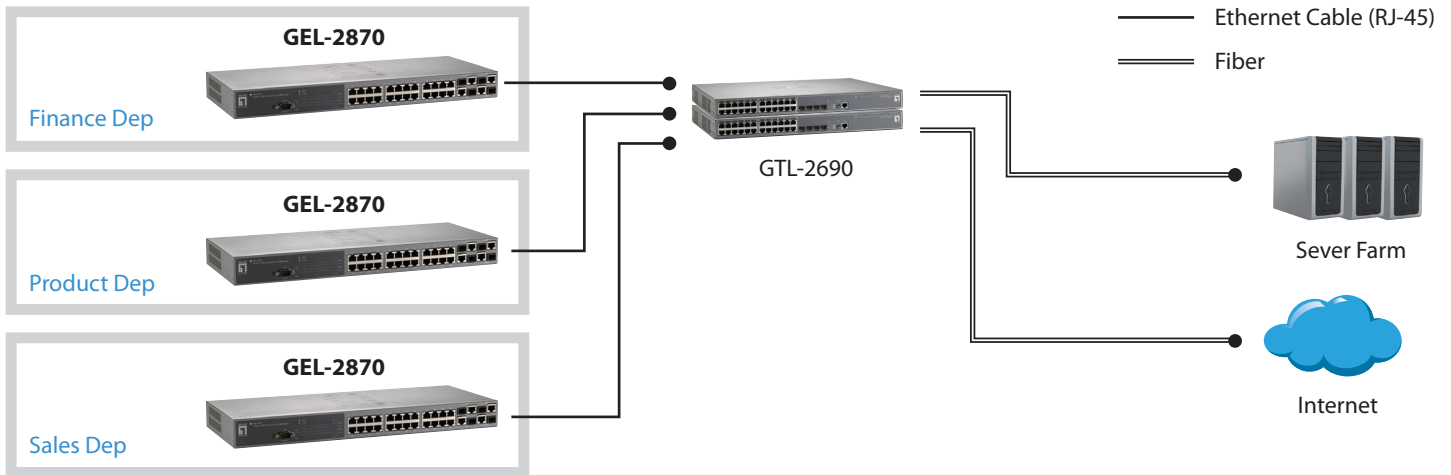 GEL-2870
Finance Dep
GEL-2870
Product Dep
GEL-2870
Sales Dep
GTL-2690
Ethernet Cable (RJ-45)
Fiber
Sever Farm
Internet